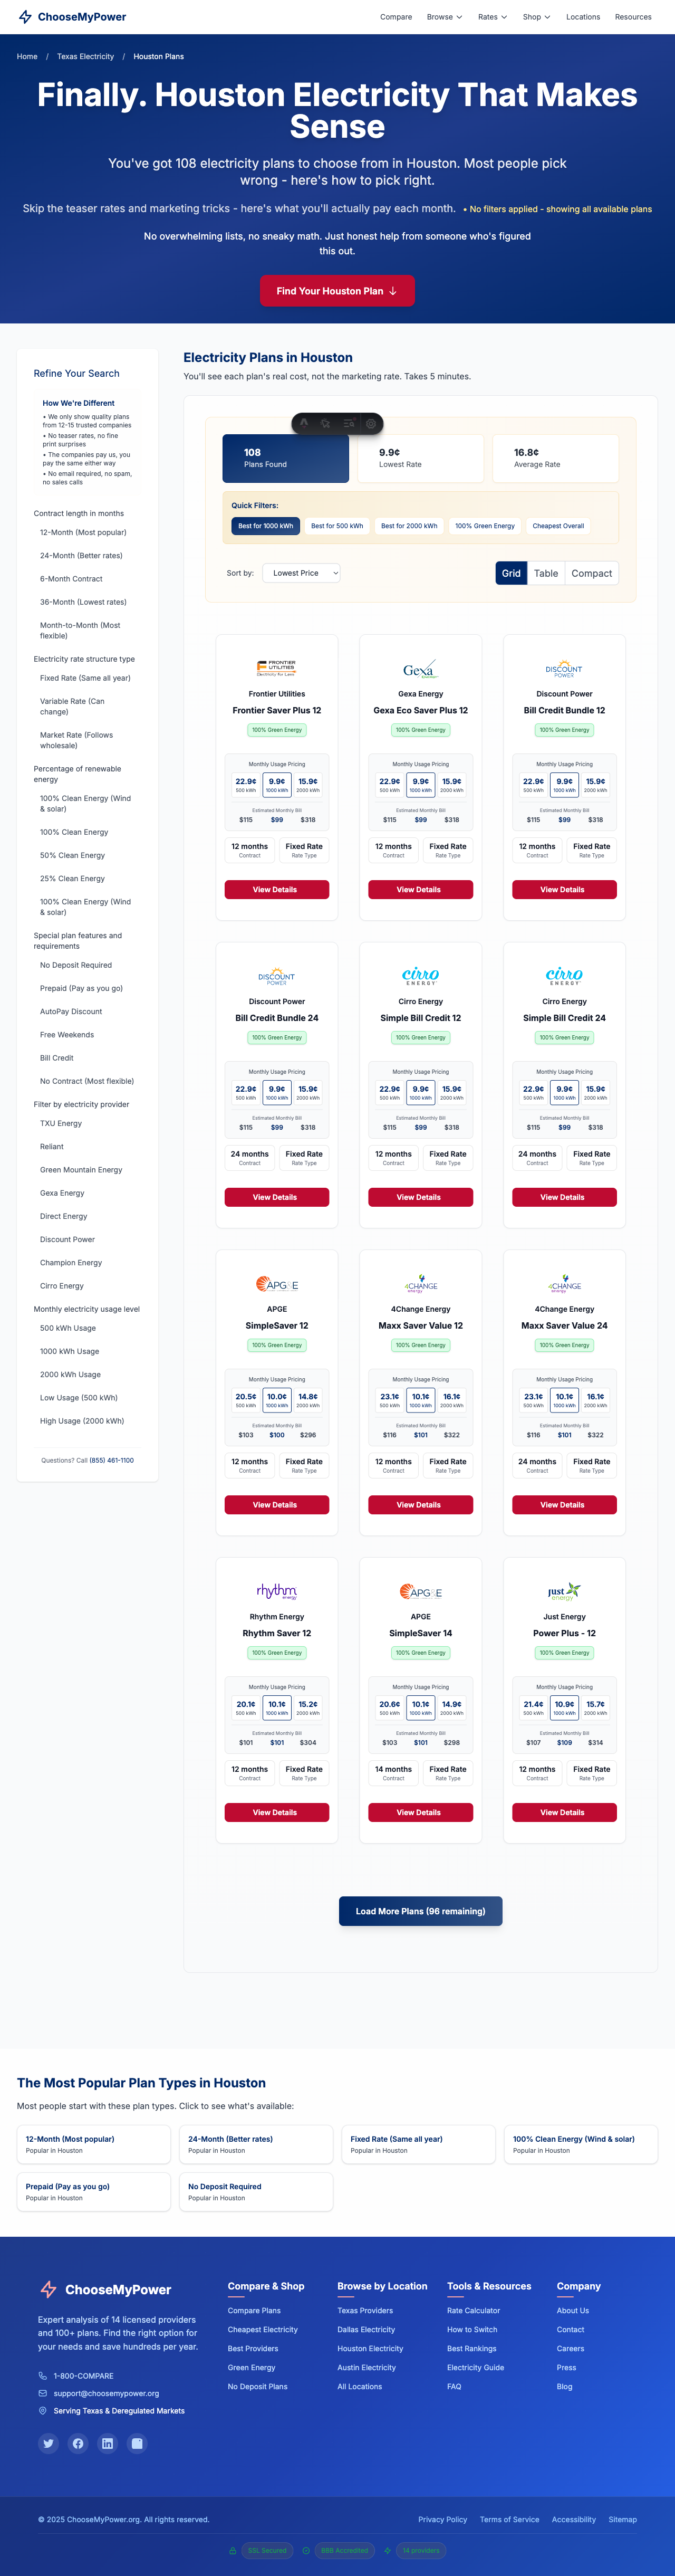 ChooseMyPower
Compare Browse Rates Shop Locations Resources
Home / Texas Electricity / Houston Plans
Finally. Houston Electricity That Makes
Sense
You've got 108 electricity plans to choose from in Houston. Most people pick
wrong - here's how to pick right.
Skip the teaser rates and marketing tricks - here's what you'll actually pay each month. • No filters applied - showing all available plans
No overwhelming lists, no sneaky math. Just honest help from someone who's figured
this out.
Find Your Houston Plan
Refine Your Search
How We're Different
• We only show quality plans
from 12-15 trusted companies
• No teaser rates, no fine
print surprises
• The companies pay us, you
pay the same either way
• No email required, no spam,
no sales calls
Contract length in months
12-Month (Most popular)
24-Month (Better rates)
6-Month Contract
36-Month (Lowest rates)
Month-to-Month (Most
flexible)
Electricity rate structure type
Fixed Rate (Same all year)
Variable Rate (Can
change)
Market Rate (Follows
wholesale)
Percentage of renewable
energy
100% Clean Energy (Wind
& solar)
100% Clean Energy
50% Clean Energy
25% Clean Energy
100% Clean Energy (Wind
& solar)
Special plan features and
requirements
No Deposit Required
Prepaid (Pay as you go)
AutoPay Discount
Free Weekends
Bill Credit
No Contract (Most flexible)
Filter by electricity provider
TXU Energy
Reliant
Green Mountain Energy
Gexa Energy
Direct Energy
Discount Power
Champion Energy
Cirro Energy
Monthly electricity usage level
500 kWh Usage
1000 kWh Usage
2000 kWh Usage
Low Usage (500 kWh)
High Usage (2000 kWh)
Questions? Call (855) 461-1100
Electricity Plans in Houston
You'll see each plan's real cost, not the marketing rate. Takes 5 minutes.
108 9.9¢ 16.8¢
Plans Found Lowest Rate Average Rate
Quick Filters:
Best for 1000 kWh Best for 500 kWh Best for 2000 kWh 100% Green Energy Cheapest Overall
Sort by: Lowest Price Grid Table Compact
FRONTIER UTILITIES Electricity For Less Gexa ENERGY DISCOUNT POWER
Frontier Utilities Gexa Energy Discount Power
Frontier Saver Plus 12 Gexa Eco Saver Plus 12 Bill Credit Bundle 12
100% Green Energy 100% Green Energy 100% Green Energy
Monthly Usage Pricing Monthly Usage Pricing Monthly Usage Pricing
22.9¢ 9.9¢ 15.9¢ 22.9¢ 9.9¢ 15.9¢ 22.9¢ 9.9¢ 15.9¢
500 kWh 1000 kWh 2000 kWh 500 kWh 1000 kWh 2000 kWh 500 kWh 1000 kWh 2000 kWh
Estimated Monthly Bill Estimated Monthly Bill Estimated Monthly Bill
$115 $99 $318 $115 $99 $318 $115 $99 $318
12 months Fixed Rate 12 months Fixed Rate 12 months Fixed Rate
Contract Rate Type Contract Rate Type Contract Rate Type
View Details View Details View Details
DISCOUNT POWER cirro ENERGY cirro ENERGY
Discount Power Cirro Energy Cirro Energy
Bill Credit Bundle 24 Simple Bill Credit 12 Simple Bill Credit 24
100% Green Energy 100% Green Energy 100% Green Energy
Monthly Usage Pricing Monthly Usage Pricing Monthly Usage Pricing
22.9¢ 9.9¢ 15.9¢ 22.9¢ 9.9¢ 15.9¢ 22.9¢ 9.9¢ 15.9¢
500 kWh 1000 kWh 2000 kWh 500 kWh 1000 kWh 2000 kWh 500 kWh 1000 kWh 2000 kWh
Estimated Monthly Bill Estimated Monthly Bill Estimated Monthly Bill
$115 $99 $318 $115 $99 $318 $115 $99 $318
24 months Fixed Rate 12 months Fixed Rate 24 months Fixed Rate
Contract Rate Type Contract Rate Type Contract Rate Type
View Details View Details View Details
APG&E 4CHANGE energy 4CHANGE energy
APGE 4Change Energy 4Change Energy
SimpleSaver 12 Maxx Saver Value 12 Maxx Saver Value 24
100% Green Energy 100% Green Energy 100% Green Energy
Monthly Usage Pricing Monthly Usage Pricing Monthly Usage Pricing
20.5¢ 10.0¢ 14.8¢ 23.1¢ 10.1¢ 16.1¢ 23.1¢ 10.1¢ 16.1¢
500 kWh 1000 kWh 2000 kWh 500 kWh 1000 kWh 2000 kWh 500 kWh 1000 kWh 2000 kWh
Estimated Monthly Bill Estimated Monthly Bill Estimated Monthly Bill
$103 $100 $296 $116 $101 $322 $116 $101 $322
12 months Fixed Rate 12 months Fixed Rate 24 months Fixed Rate
Contract Rate Type Contract Rate Type Contract Rate Type
View Details View Details View Details
rhythm energy APG&E just energy
Rhythm Energy APGE Just Energy
Rhythm Saver 12 SimpleSaver 14 Power Plus - 12
100% Green Energy 100% Green Energy 100% Green Energy
Monthly Usage Pricing Monthly Usage Pricing Monthly Usage Pricing
20.1¢ 10.1¢ 15.2¢ 20.6¢ 10.1¢ 14.9¢ 21.4¢ 10.9¢ 15.7¢
500 kWh 1000 kWh 2000 kWh 500 kWh 1000 kWh 2000 kWh 500 kWh 1000 kWh 2000 kWh
Estimated Monthly Bill Estimated Monthly Bill Estimated Monthly Bill
$101 $101 $304 $103 $101 $298 $107 $109 $314
12 months Fixed Rate 14 months Fixed Rate 12 months Fixed Rate
Contract Rate Type Contract Rate Type Contract Rate Type
View Details View Details View Details
Load More Plans (96 remaining)
The Most Popular Plan Types in Houston
Most people start with these plan types. Click to see what's available:
12-Month (Most popular) 24-Month (Better rates) Fixed Rate (Same all year) 100% Clean Energy (Wind & solar)
Popular in Houston Popular in Houston Popular in Houston Popular in Houston
Prepaid (Pay as you go) No Deposit Required
Popular in Houston Popular in Houston
ChooseMyPower
Expert analysis of 14 licensed providers
and 100+ plans. Find the right option for
your needs and save hundreds per year.
1-800-COMPARE
support@choosemypower.org
Serving Texas & Deregulated Markets
Compare & Shop
Compare Plans
Cheapest Electricity
Best Providers
Green Energy
No Deposit Plans
Browse by Location
Texas Providers
Dallas Electricity
Houston Electricity
Austin Electricity
All Locations
Tools & Resources
Rate Calculator
How to Switch
Best Rankings
Electricity Guide
FAQ
Company
About Us
Contact
Careers
Press
Blog
© 2025 ChooseMyPower.org. All rights reserved.
Privacy Policy Terms of Service Accessibility Sitemap
SSL Secured BBB Accredited 14 providers